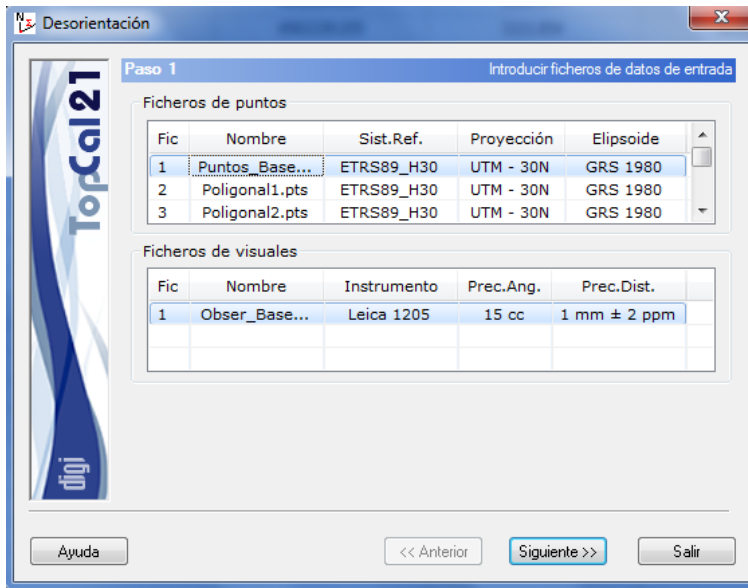 Desorientación
TopCal 21
digi
Paso 1 Introducir ficheros de datos de entrada
Ficheros de puntos
Fic Nombre Sist.Ref. Proyección Elipsoide
1 Puntos_Base... ETRS89_H30 UTM - 30N GRS 1980
2 Poligonal1.pts ETRS89_H30 UTM - 30N GRS 1980
3 Poligonal2.pts ETRS89_H30 UTM - 30N GRS 1980
Ficheros de visuales
Fic Nombre Instrumento Prec.Ang. Prec.Dist.
1 Obser_Base... Leica 1205 15 cc 1 mm ± 2 ppm
Ayuda << Anterior Siguiente >> Salir